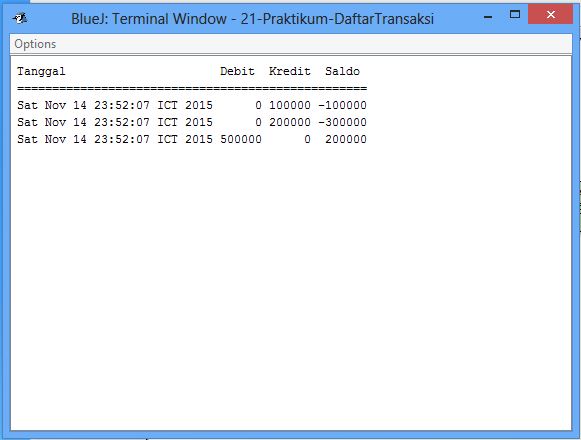 BlueJ: Terminal Window - 21-Praktikum-DaftarTransaksi
Options
Tanggal                      Debit  Kredit  Saldo
==================================================
Sat Nov 14 23:52:07 ICT 2015      0 100000 -100000
Sat Nov 14 23:52:07 ICT 2015      0 200000 -300000
Sat Nov 14 23:52:07 ICT 2015 500000      0  200000